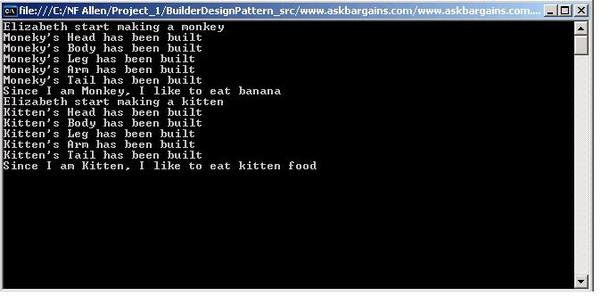 file:///C:/NF Allen/Project_1/BuilderDesignPattern_src/www.askbargains.com/www.askbargains.com....
Elizabeth start making a monkey
Moneky's Head has been built
Moneky's Body has been built
Moneky's Leg has been built
Moneky's Arm has been built
Moneky's Tail has been built
Since I am Monkey, I like to eat banana
Elizabeth start making a kitten
Kitten's Head has been built
Kitten's Body has been built
Kitten's Leg has been built
Kitten's Arm has been built
Kitten's Tail has been built
Since I am Kitten, I like to eat kitten food